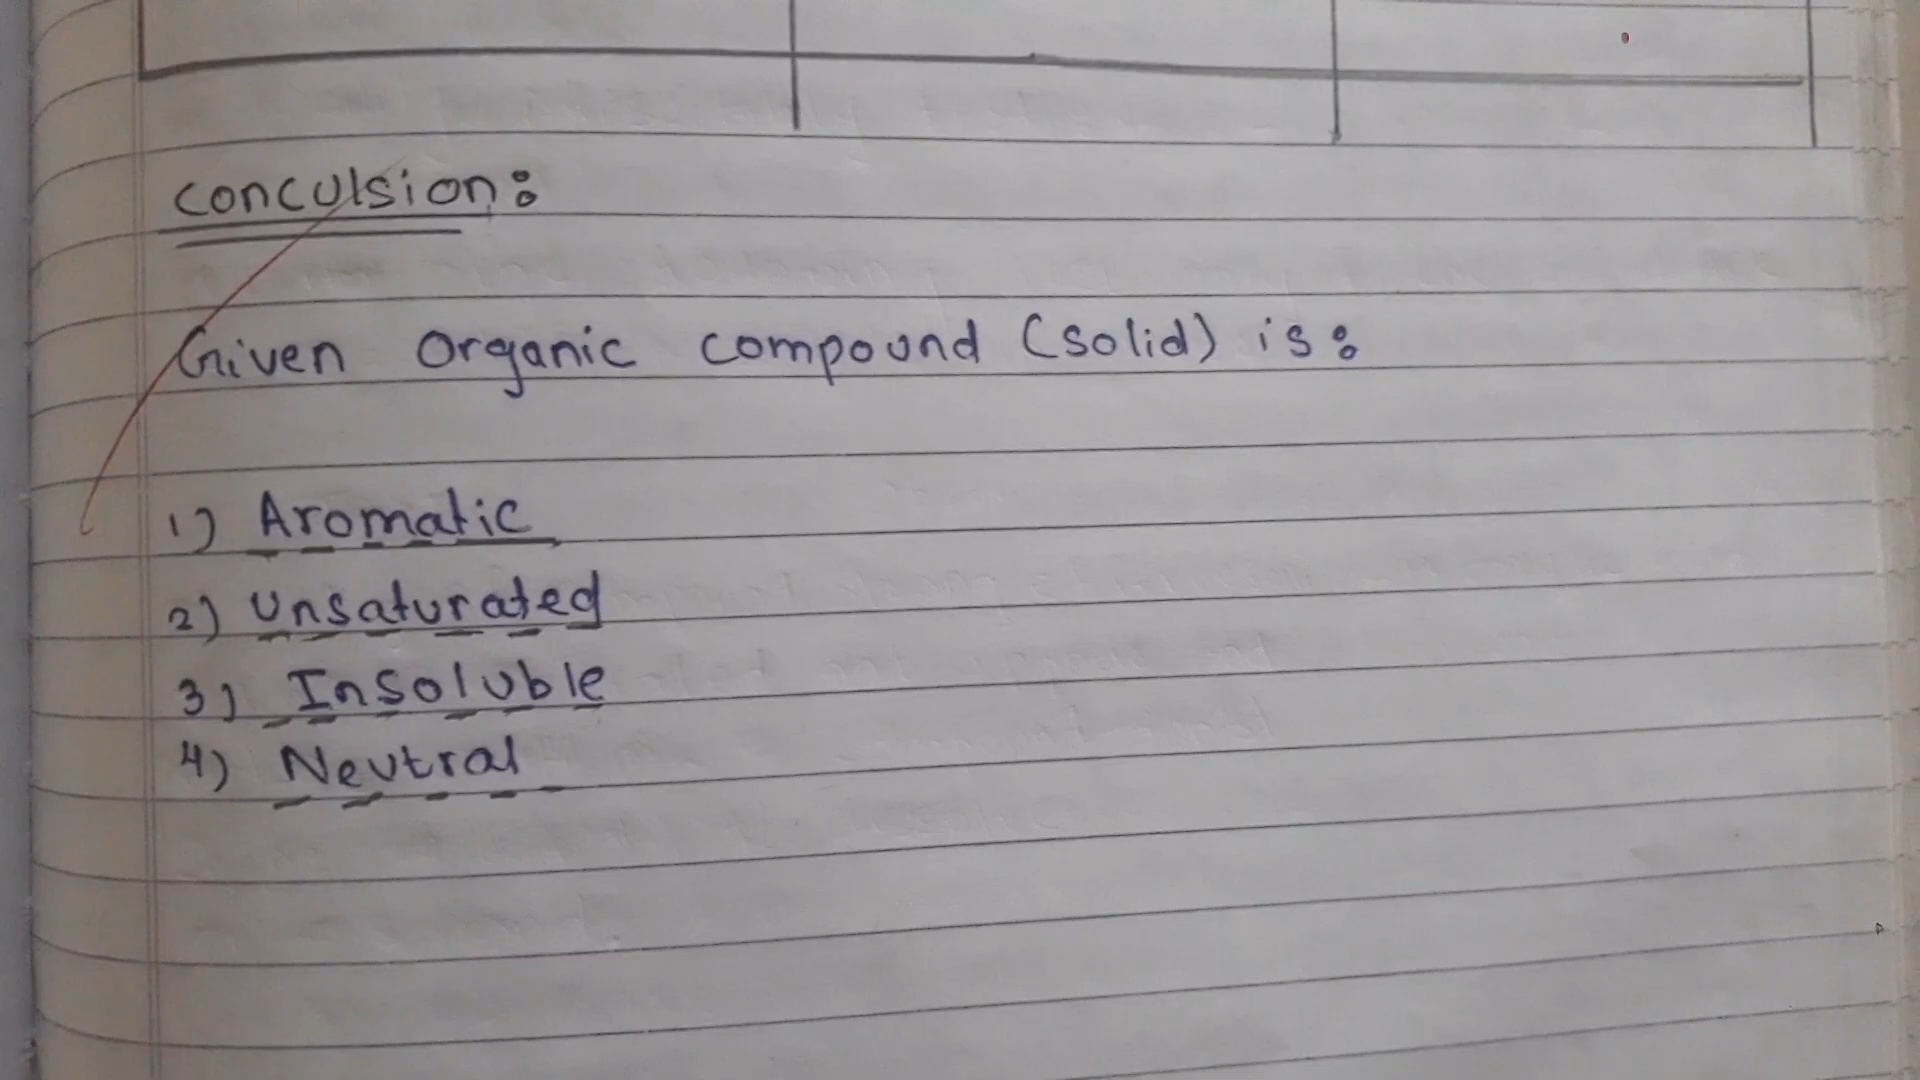 Conculsion:
Given Organic compound (solid) is:
1) Aromatic
2) Unsaturated
3) Insoluble
4) Neutral